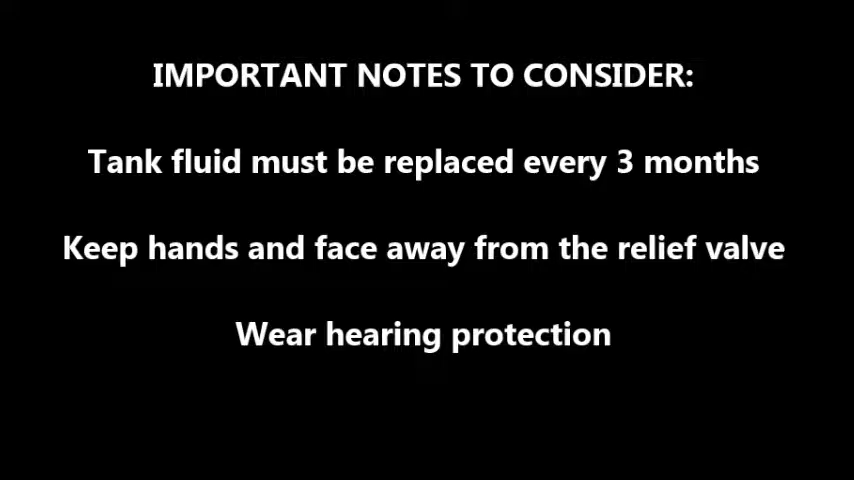 IMPORTANT NOTES TO CONSIDER:
Tank fluid must be replaced every 3 months
Keep hands and face away from the relief valve
Wear hearing protection